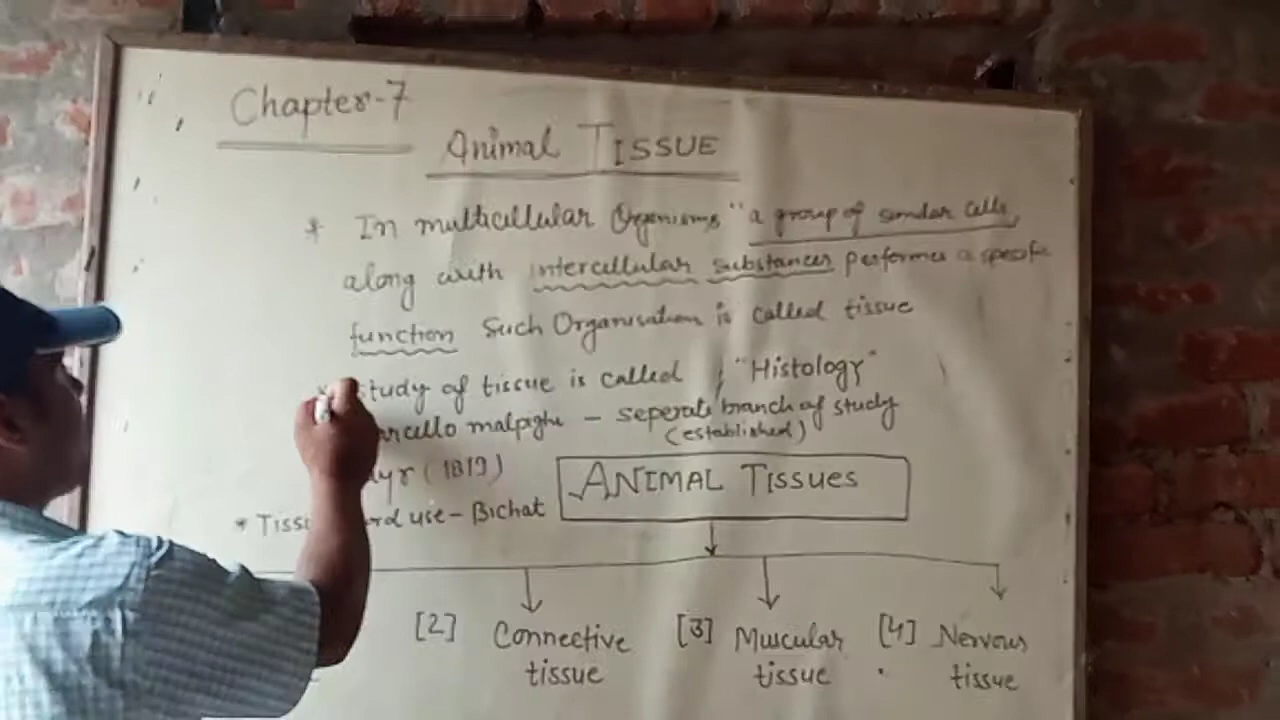 Chapter-7
Animal TISSUE
* In multicellular Organisms "a group of similar cells,
along with intercellular substances performes a specific
function Such Organisation is called tissue
* study of tissue is called ; "Histology"
malpighi - seperate branch of study
(established)
(1819)
ANIMAL TISSUES
* use - Bichat
[2] Connective tissue
[3] Muscular tissue
[4] Nervous tissue